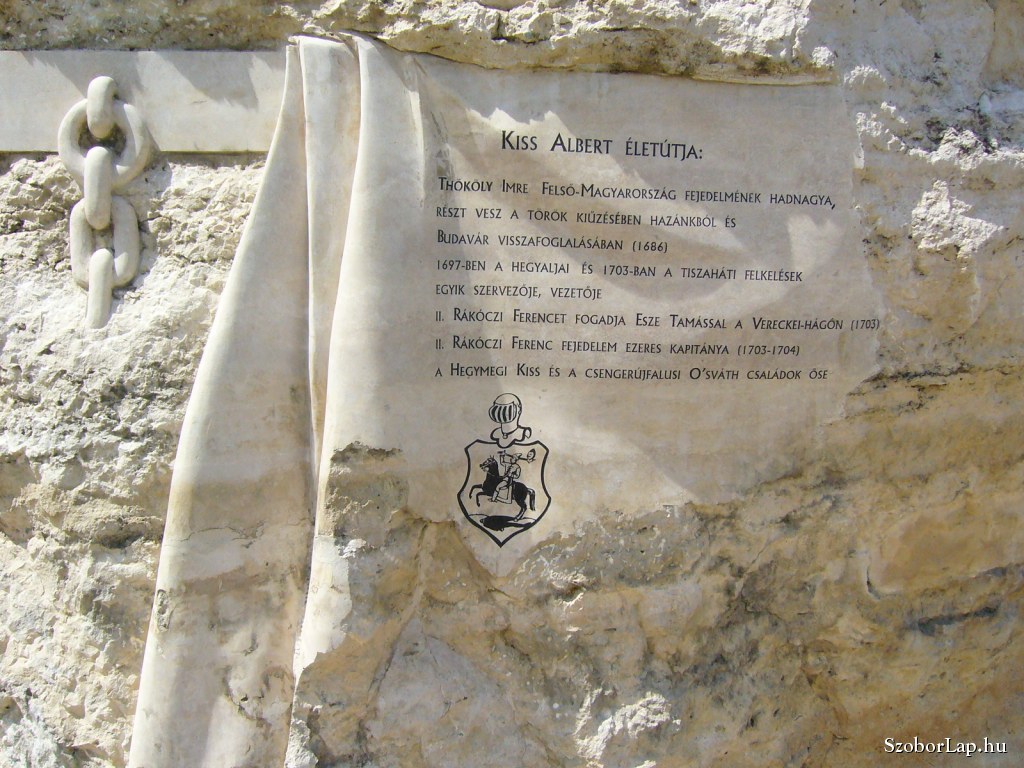 Kiss Albert életútja:
Thököly Imre Felső-Magyarország fejedelmének hadnagya,
részt vesz a török kiűzésében hazánkból és
Budavár visszafoglalásában (1686)
1697-ben a hegyaljai és 1703-ban a tiszaháti felkelések
egyik szervezője, vezetője
II. Rákóczi Ferencet fogadja Esze Tamással a Vereckei-hágón (1703)
II. Rákóczi Ferenc fejedelem ezeres kapitánya (1703-1704)
a Hegymegi Kiss és a csengerújfalusi O'sváth családok őse
SzoborLap.hu